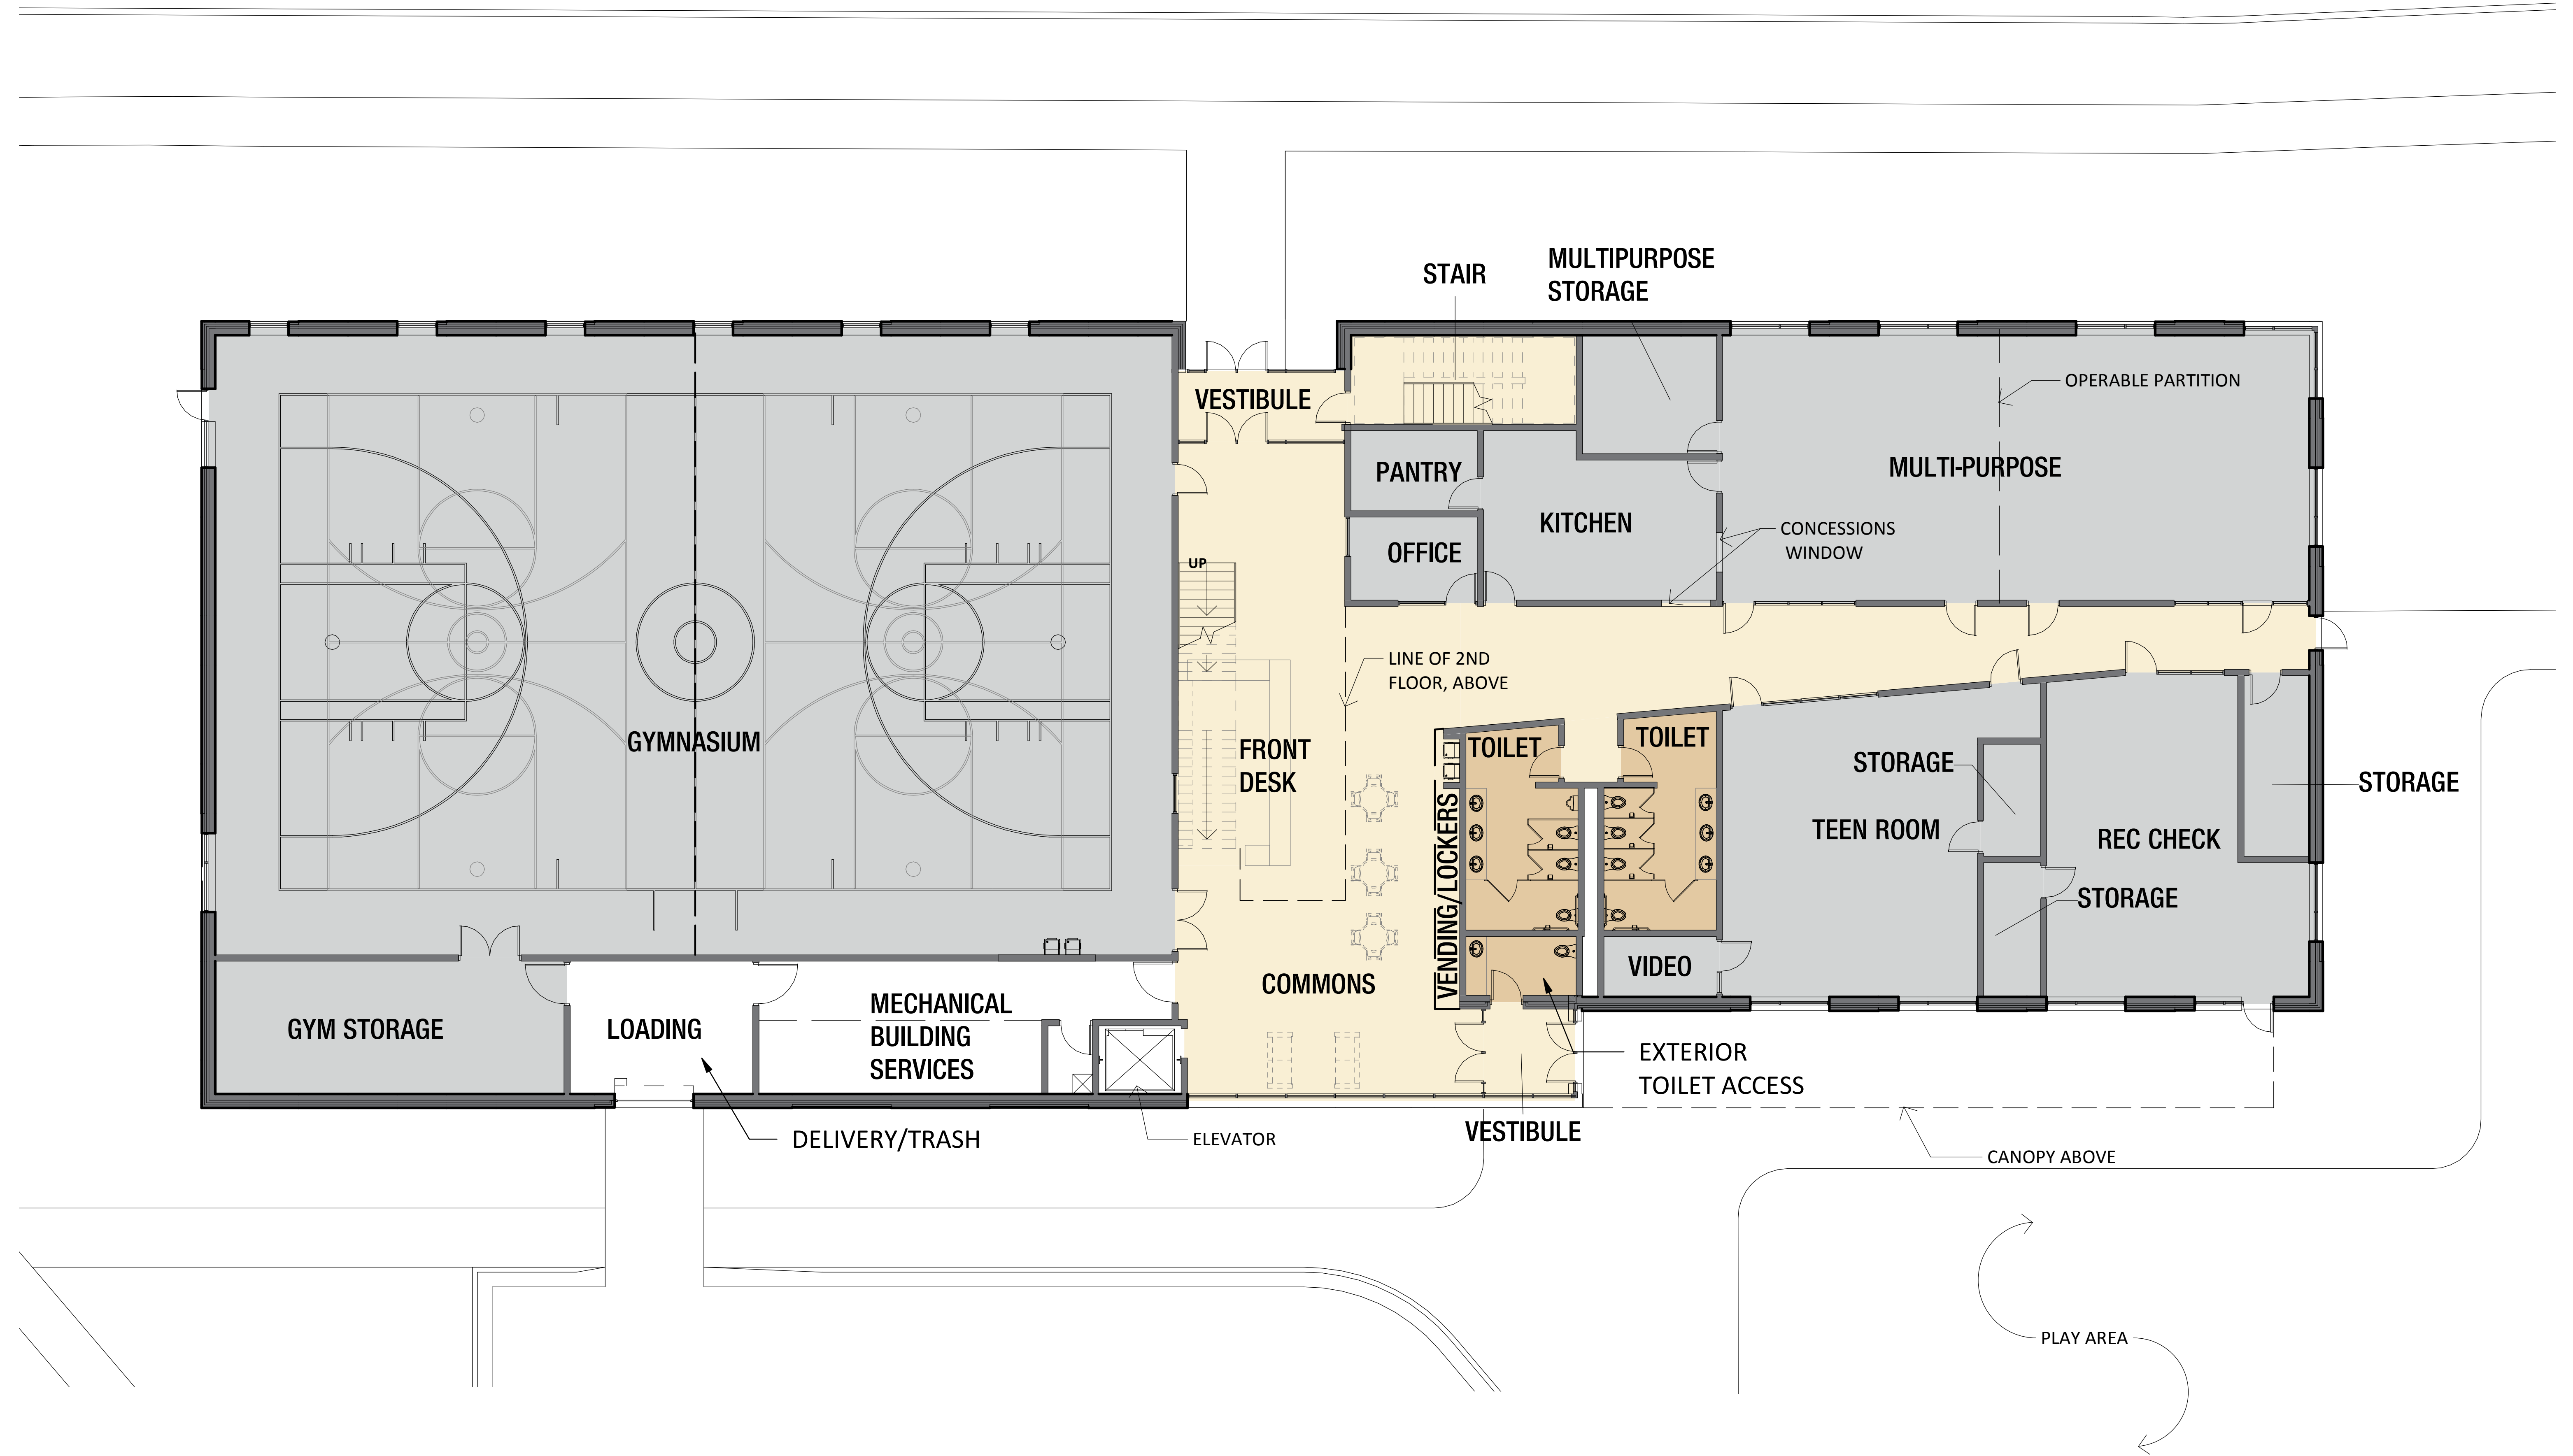 MULTIPURPOSE
STORAGE
STAIR
VESTIBULE
OPERABLE PARTITION
PANTRY
MULTI-PURPOSE
KITCHEN
CONCESSIONS
WINDOW
OFFICE
UP
LINE OF 2ND
FLOOR, ABOVE
GYMNASIUM
FRONT
DESK
TOILET
TOILET
STORAGE
STORAGE
TEEN ROOM
REC CHECK
VENDING/LOCKERS
STORAGE
VIDEO
COMMONS
GYM STORAGE
LOADING
MECHANICAL
BUILDING
SERVICES
EXTERIOR
TOILET ACCESS
DELIVERY/TRASH
ELEVATOR
VESTIBULE
CANOPY ABOVE
PLAY AREA